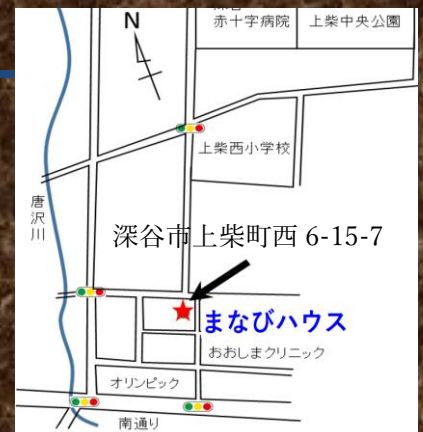 N
赤十字病院
上柴中央公園
上柴西小学校
唐沢川
深谷市上柴町西 6-15-7
まなびハウス
おおしまクリニック
オリンピック
南通り